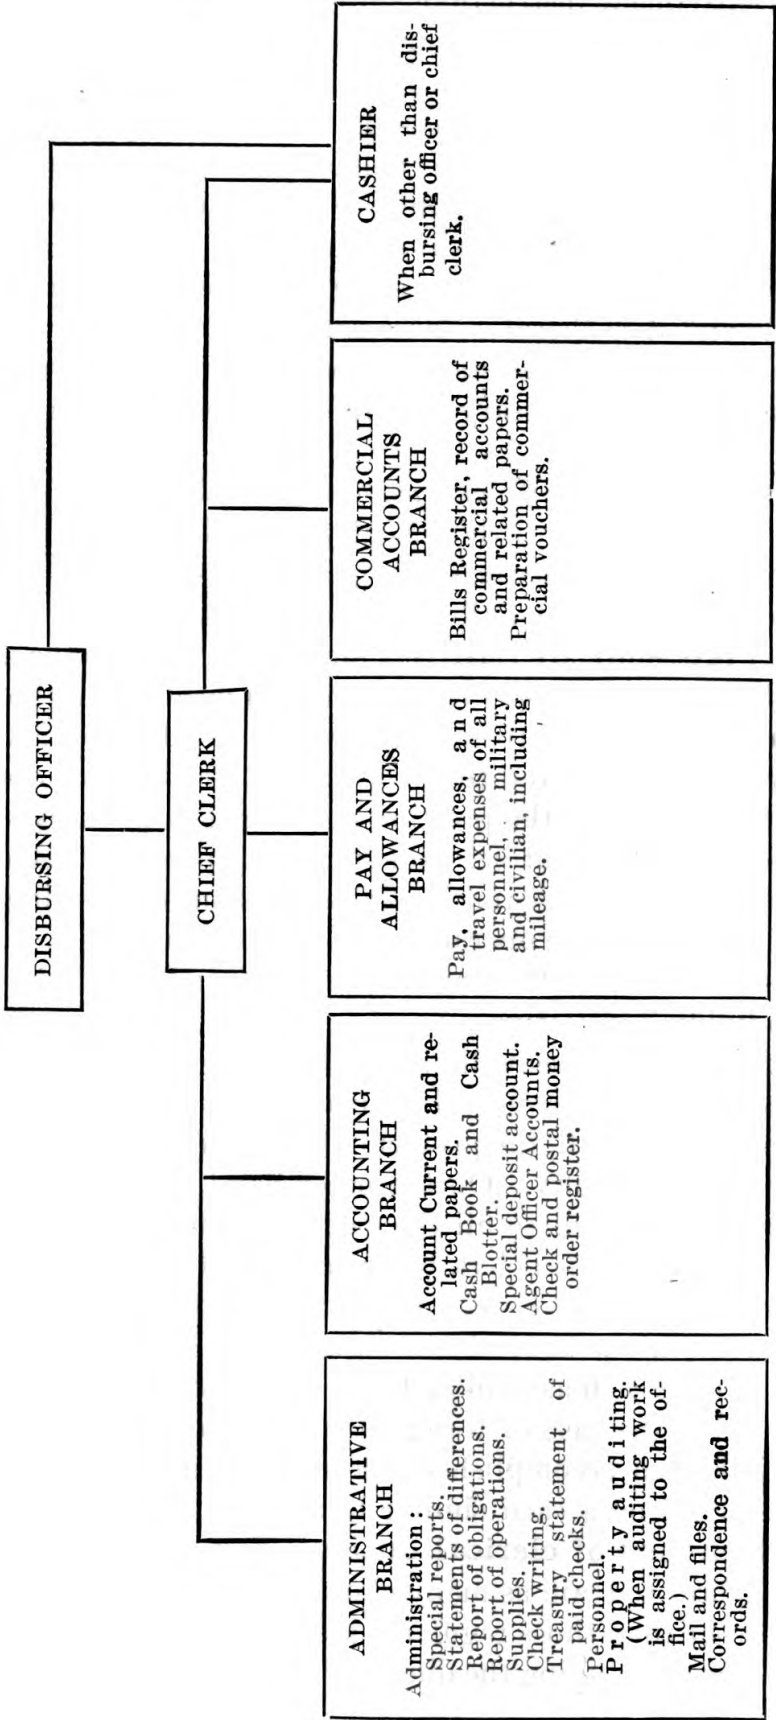 DISBURSING OFFICER
CHIEF CLERK
ADMINISTRATIVE
BRANCH
Administration:
Special reports.
Statements of differences.
Report of obligations.
Report of operations.
Supplies.
Check writing.
Treasury statement of
paid checks.
Personnel.
Property auditing.
(When auditing work
is assigned to the of-
fice.)
Mail and files.
Correspondence and rec-
ords.
ACCOUNTING
BRANCH
Account Current and re-
lated papers.
Cash Book and Cash
Blotter.
Special deposit account.
Agent Officer Accounts.
Check and postal money
order register.
PAY AND
ALLOWANCES
BRANCH
Pay, allowances, and
travel expenses of all
personnel, military
and civilian, including
mileage.
COMMERCIAL
ACCOUNTS
BRANCH
Bills Register, record of
commercial accounts
and related papers.
Preparation of commer-
cial vouchers.
CASHIER
When other than dis-
bursing officer or chief
clerk.